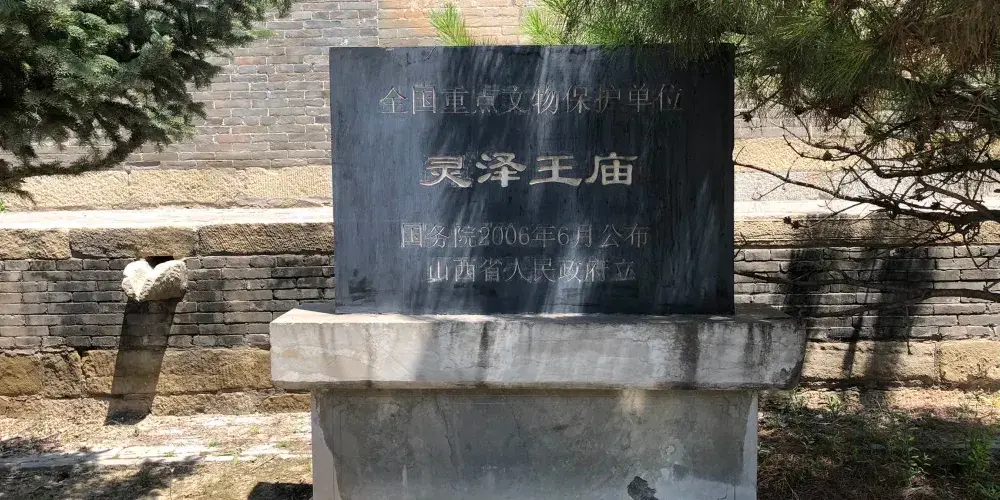 全国重点文物保护单位
灵泽王庙
国务院2006年6月公布
山西省人民政府立